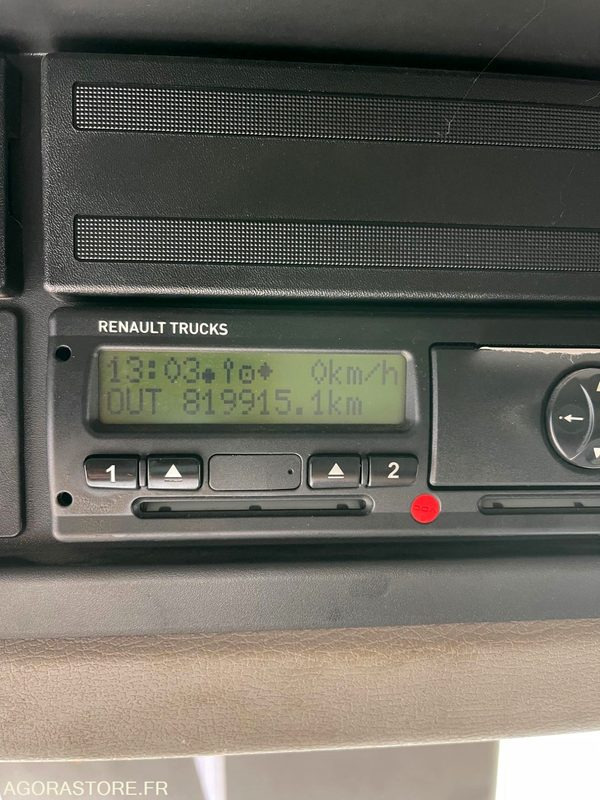 RENAULT TRUCKS
13:03 0km/h
OUT 819915.1km
1 2
AGORASTORE.FR